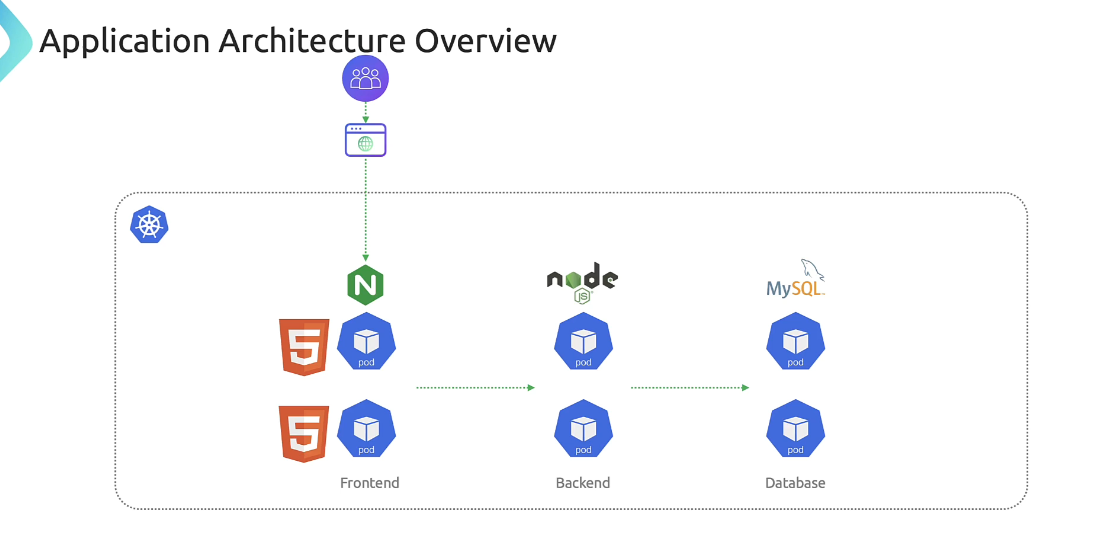 Application Architecture Overview
N
node
JS
MySQL
5
pod
pod
pod
5
pod
pod
pod
Frontend
Backend
Database